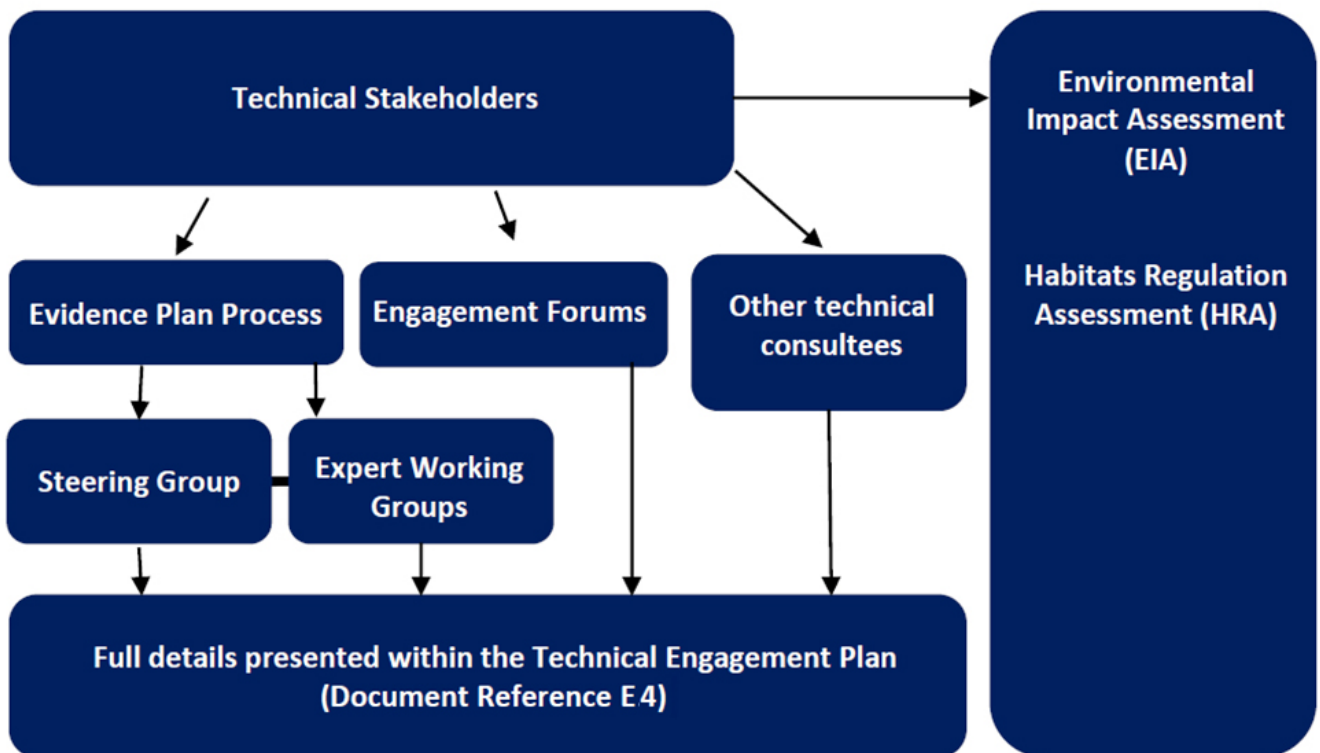 Technical Stakeholders
Environmental
Impact Assessment
(EIA)
Habitats Regulation
Assessment (HRA)
Evidence Plan Process
Engagement Forums
Other technical
consultees
Steering Group
Expert Working
Groups
Full details presented within the Technical Engagement Plan
(Document Reference E.4)